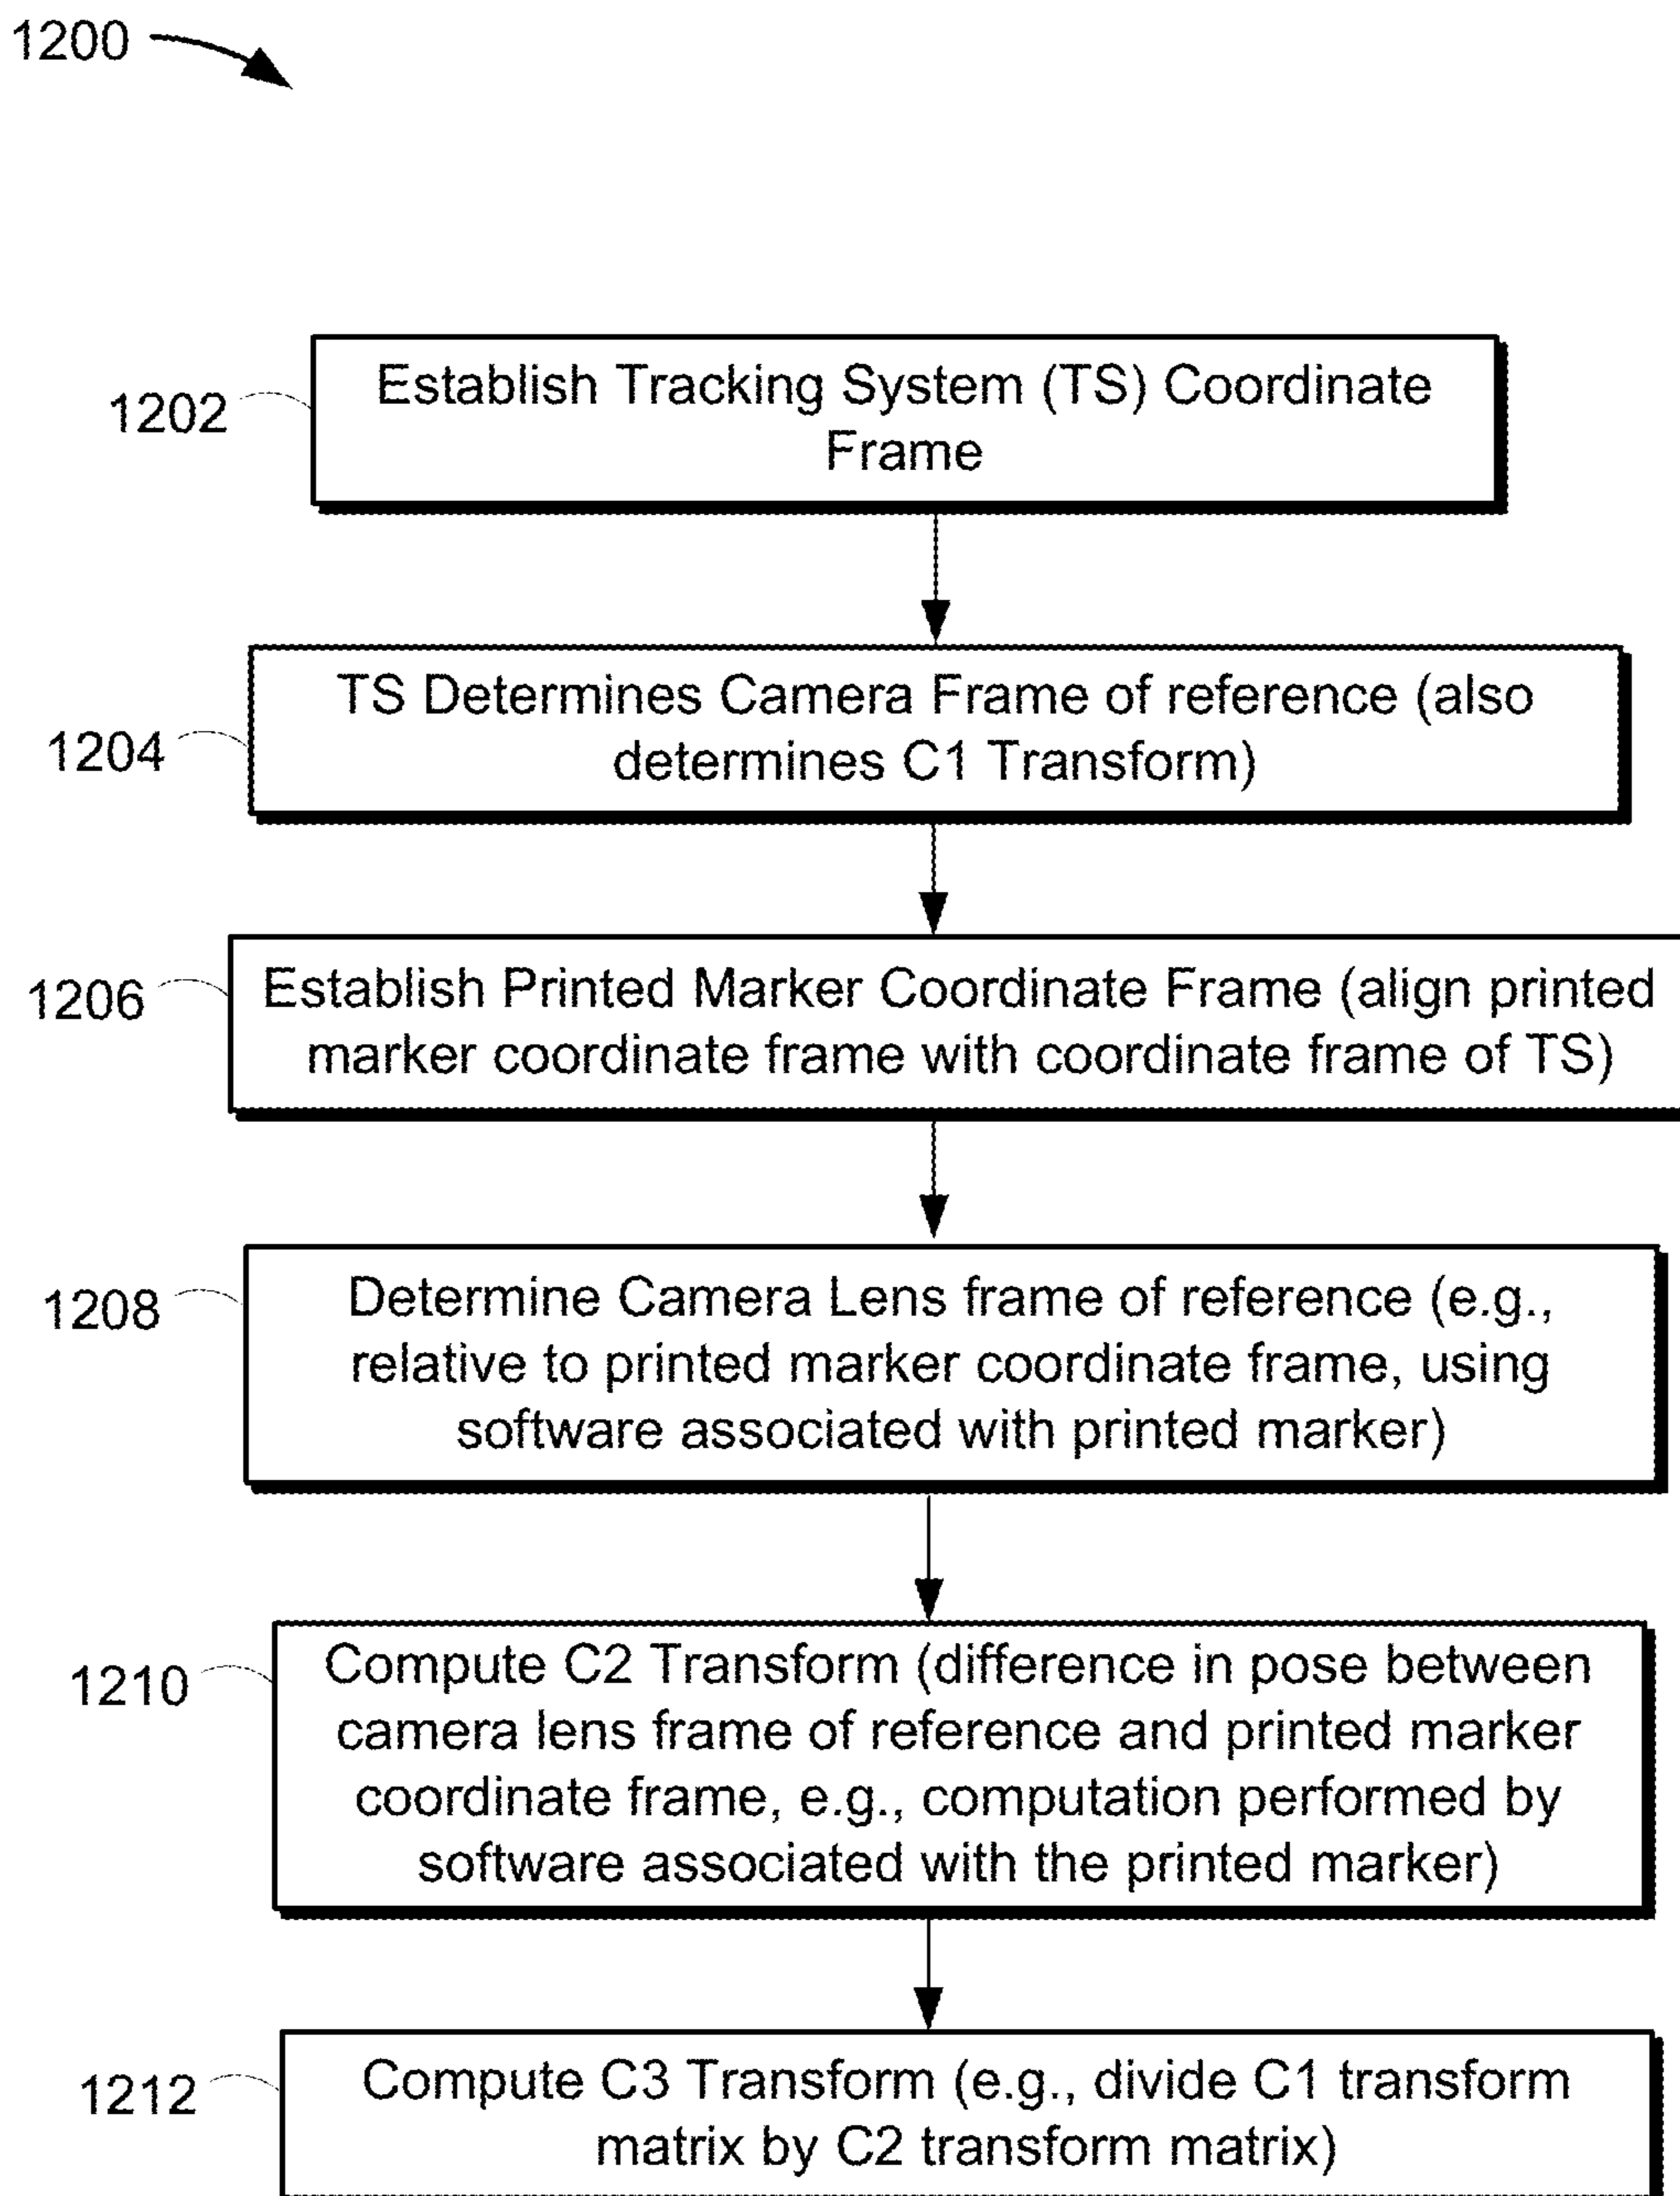 1200
1202
Establish Tracking System (TS) Coordinate
Frame
1204
TS Determines Camera Frame of reference (also
determines C1 Transform)
1206
Establish Printed Marker Coordinate Frame (align printed
marker coordinate frame with coordinate frame of TS)
1208
Determine Camera Lens frame of reference (e.g.,
relative to printed marker coordinate frame, using
software associated with printed marker)
1210
Compute C2 Transform (difference in pose between
camera lens frame of reference and printed marker
coordinate frame, e.g., computation performed by
software associated with the printed marker)
1212
Compute C3 Transform (e.g., divide C1 transform
matrix by C2 transform matrix)